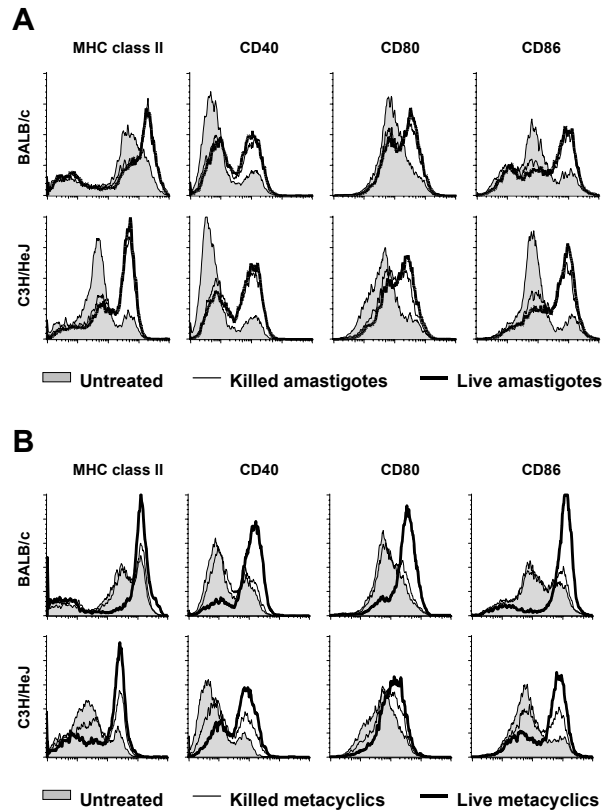 A
MHC class II CD40 CD80 CD86
BALB/c
C3H/HeJ
Untreated Killed amastigotes Live amastigotes
B
MHC class II CD40 CD80 CD86
BALB/c
C3H/HeJ
Untreated Killed metacyclics Live metacyclics